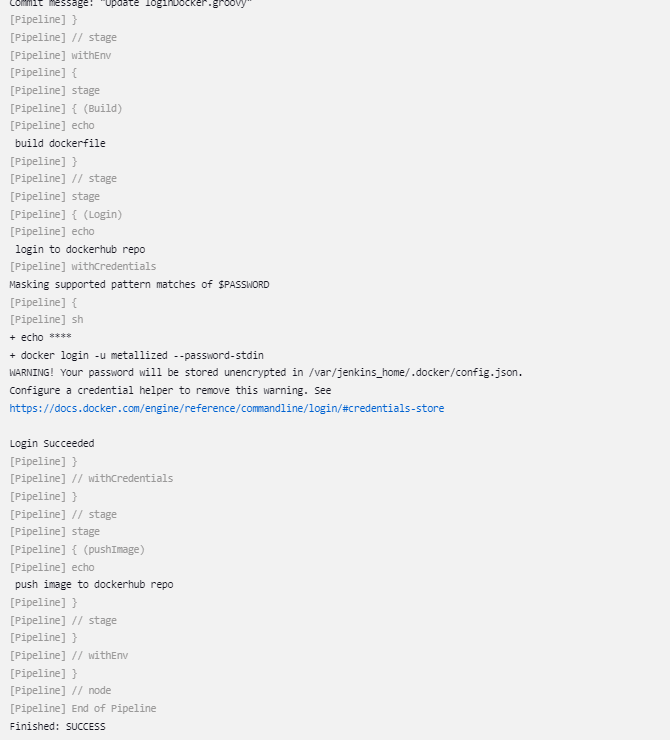 Commit message: "Update loginDocker.groovy"
[Pipeline] }
[Pipeline] // stage
[Pipeline] withEnv
[Pipeline] {
[Pipeline] stage
[Pipeline] { (Build)
[Pipeline] echo
build dockerfile
[Pipeline] }
[Pipeline] // stage
[Pipeline] stage
[Pipeline] { (Login)
[Pipeline] echo
login to dockerhub repo
[Pipeline] withCredentials
Masking supported pattern matches of $PASSWORD
[Pipeline] {
[Pipeline] sh
+ echo ****
+ docker login -u metallized --password-stdin
WARNING! Your password will be stored unencrypted in /var/jenkins_home/.docker/config.json.
Configure a credential helper to remove this warning. See
https://docs.docker.com/engine/reference/commandline/login/#credentials-store
Login Succeeded
[Pipeline] }
[Pipeline] // withCredentials
[Pipeline] }
[Pipeline] // stage
[Pipeline] stage
[Pipeline] { (pushImage)
[Pipeline] echo
push image to dockerhub repo
[Pipeline] }
[Pipeline] // stage
[Pipeline] }
[Pipeline] // withEnv
[Pipeline] }
[Pipeline] // node
[Pipeline] End of Pipeline
Finished: SUCCESS